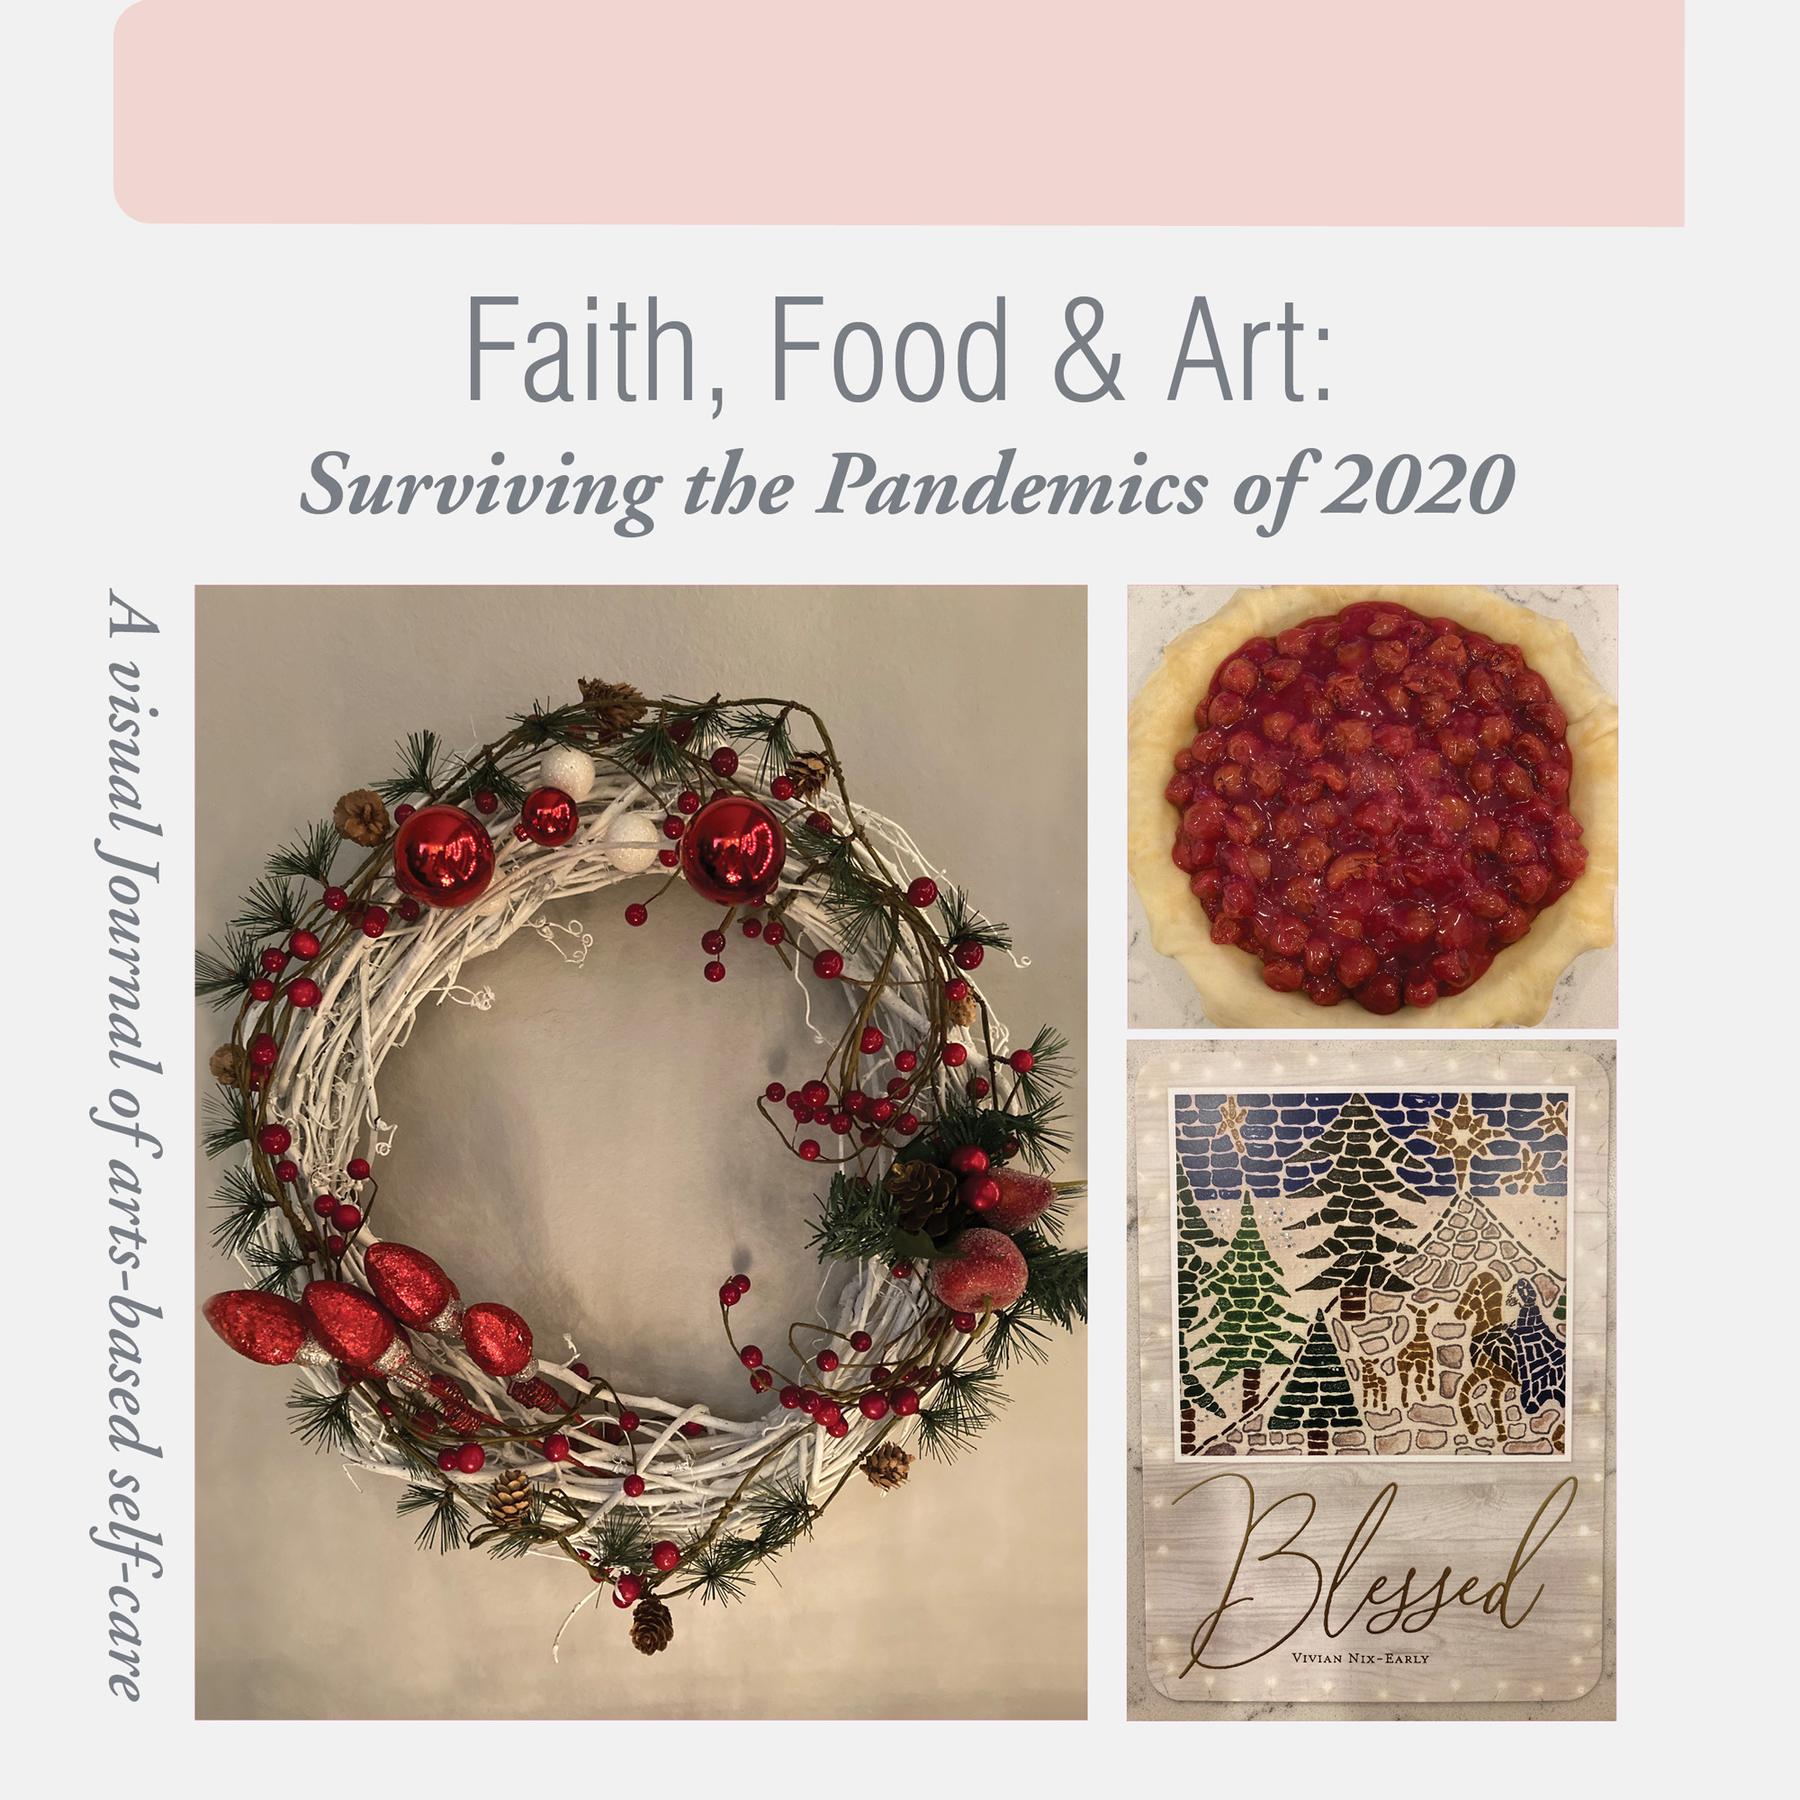 Faith, Food & Art:
Surviving the Pandemics of 2020
A visual Journal of arts-based self-care
Blessed
Vivian Nix-Early